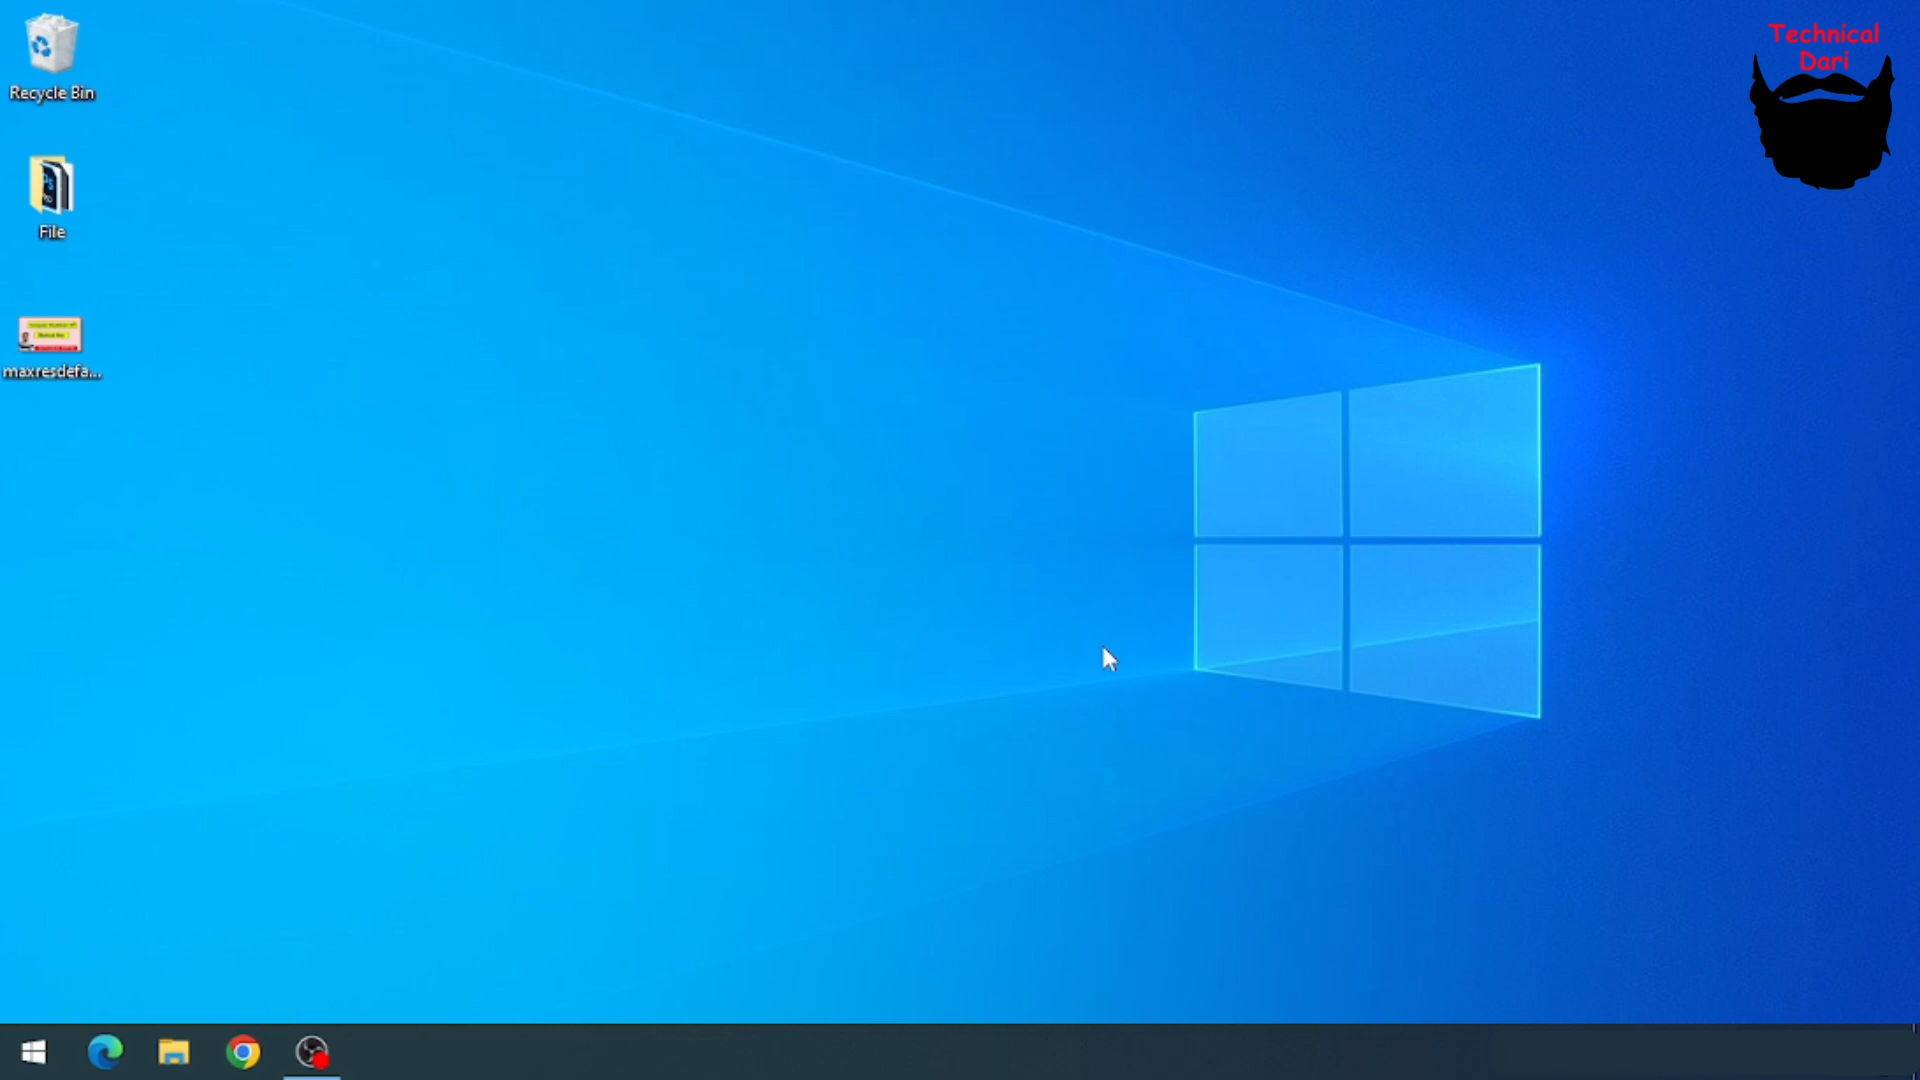 Technical
Dari
Recycle Bin
File
maxresdefa...